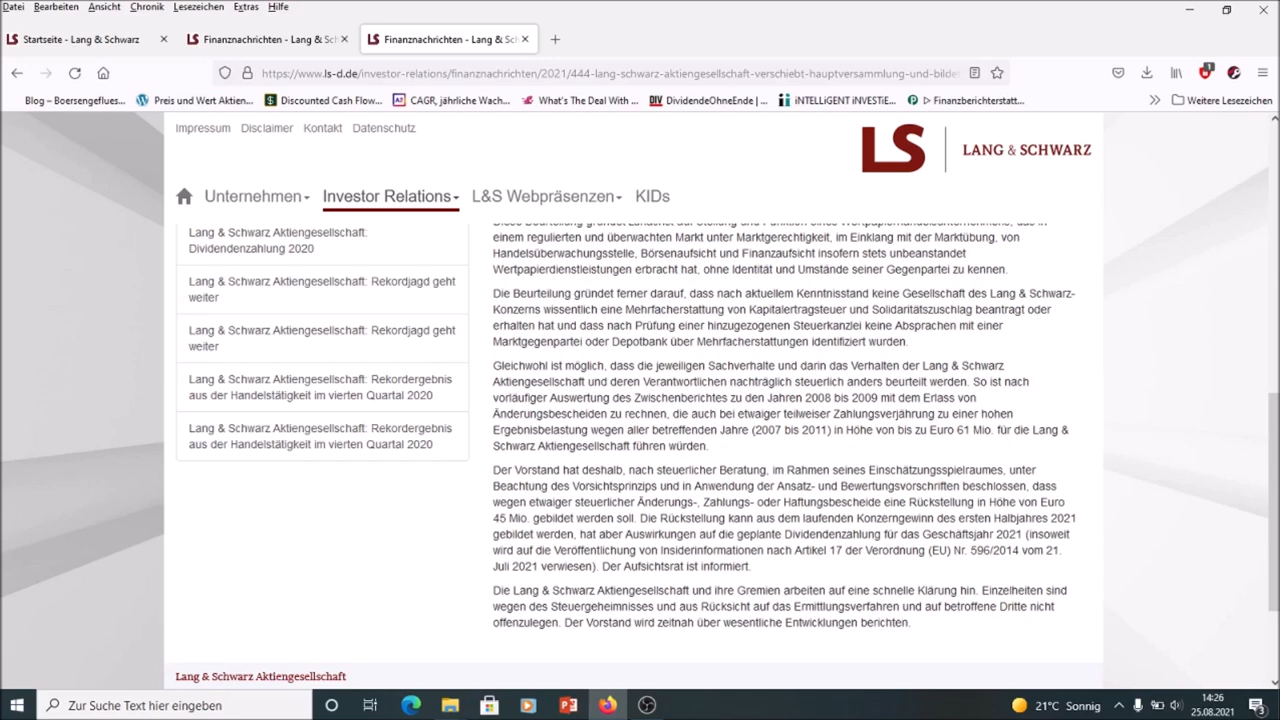 Datei Bearbeiten Ansicht Chronik Lesezeichen Extras Hilfe
Startseite - Lang & Schwarz
Finanznachrichten - Lang & Sc
Finanznachrichten - Lang & Sc
https://www.ls-d.de/investor-relations/finanznachrichten/2021/444-lang-schwarz-aktiengesellschaft-verschiebt-hauptversammlung-und-bilde
Blog – Boersengeflues... Preis und Wert Aktien... Discounted Cash Flow... CAGR, jährliche Wach... What's The Deal With ... DividendeOhneEnde | ... iNTELLiGENT iNVESTiE... ▷ Finanzberichterstatt... Weitere Lesezeichen
Impressum Disclaimer Kontakt Datenschutz
LS LANG & SCHWARZ
Unternehmen Investor Relations L&S Webpräsenzen KIDs
Lang & Schwarz Aktiengesellschaft:
Dividendenzahlung 2020
Lang & Schwarz Aktiengesellschaft: Rekordjagd geht
weiter
Lang & Schwarz Aktiengesellschaft: Rekordjagd geht
weiter
Lang & Schwarz Aktiengesellschaft: Rekordergebnis
aus der Handelstätigkeit im vierten Quartal 2020
Lang & Schwarz Aktiengesellschaft: Rekordergebnis
aus der Handelstätigkeit im vierten Quartal 2020
einem regulierten und überwachten Markt unter Marktgerechtigkeit, im Einklang mit der Marktübung, von
Handelsüberwachungsstelle, Börsenaufsicht und Finanzaufsicht insofern stets unbeanstandet
Wertpapierdienstleistungen erbracht hat, ohne Identität und Umstände seiner Gegenpartei zu kennen.
Die Beurteilung gründet ferner darauf, dass nach aktuellem Kenntnisstand keine Gesellschaft des Lang & Schwarz-
Konzerns wissentlich eine Mehrfacherstattung von Kapitalertragsteuer und Solidaritätszuschlag beantragt oder
erhalten hat und dass nach Prüfung einer hinzugezogenen Steuerkanzlei keine Absprachen mit einer
Marktgegenpartei oder Depotbank über Mehrfacherstattungen identifiziert wurden.
Gleichwohl ist möglich, dass die jeweiligen Sachverhalte und darin das Verhalten der Lang & Schwarz
Aktiengesellschaft und deren Verantwortlichen nachträglich steuerlich anders beurteilt werden. So ist nach
vorläufiger Auswertung des Zwischenberichtes zu den Jahren 2008 bis 2009 mit dem Erlass von
Änderungsbescheiden zu rechnen, die auch bei etwaiger teilweiser Zahlungsverjährung zu einer hohen
Ergebnisbelastung wegen aller betreffenden Jahre (2007 bis 2011) in Höhe von bis zu Euro 61 Mio. für die Lang &
Schwarz Aktiengesellschaft führen würden.
Der Vorstand hat deshalb, nach steuerlicher Beratung, im Rahmen seines Einschätzungsspielraumes, unter
Beachtung des Vorsichtsprinzips und in Anwendung der Ansatz- und Bewertungsvorschriften beschlossen, dass
wegen etwaiger steuerlicher Änderungs-, Zahlungs- oder Haftungsbescheide eine Rückstellung in Höhe von Euro
45 Mio. gebildet werden soll. Die Rückstellung kann aus dem laufenden Konzerngewinn des ersten Halbjahres 2021
gebildet werden, hat aber Auswirkungen auf die geplante Dividendenzahlung für das Geschäftsjahr 2021 (insoweit
wird auf die Veröffentlichung von Insiderinformationen nach Artikel 17 der Verordnung (EU) Nr. 596/2014 vom 21.
Juli 2021 verwiesen). Der Aufsichtsrat ist informiert.
Die Lang & Schwarz Aktiengesellschaft und ihre Gremien arbeiten auf eine schnelle Klärung hin. Einzelheiten sind
wegen des Steuergeheimnisses und aus Rücksicht auf das Ermittlungsverfahren und auf betroffene Dritte nicht
offenzulegen. Der Vorstand wird zeitnah über wesentliche Entwicklungen berichten.
Lang & Schwarz Aktiengesellschaft
Zur Suche Text hier eingeben
21°C Sonnig
14:26
25.08.2021